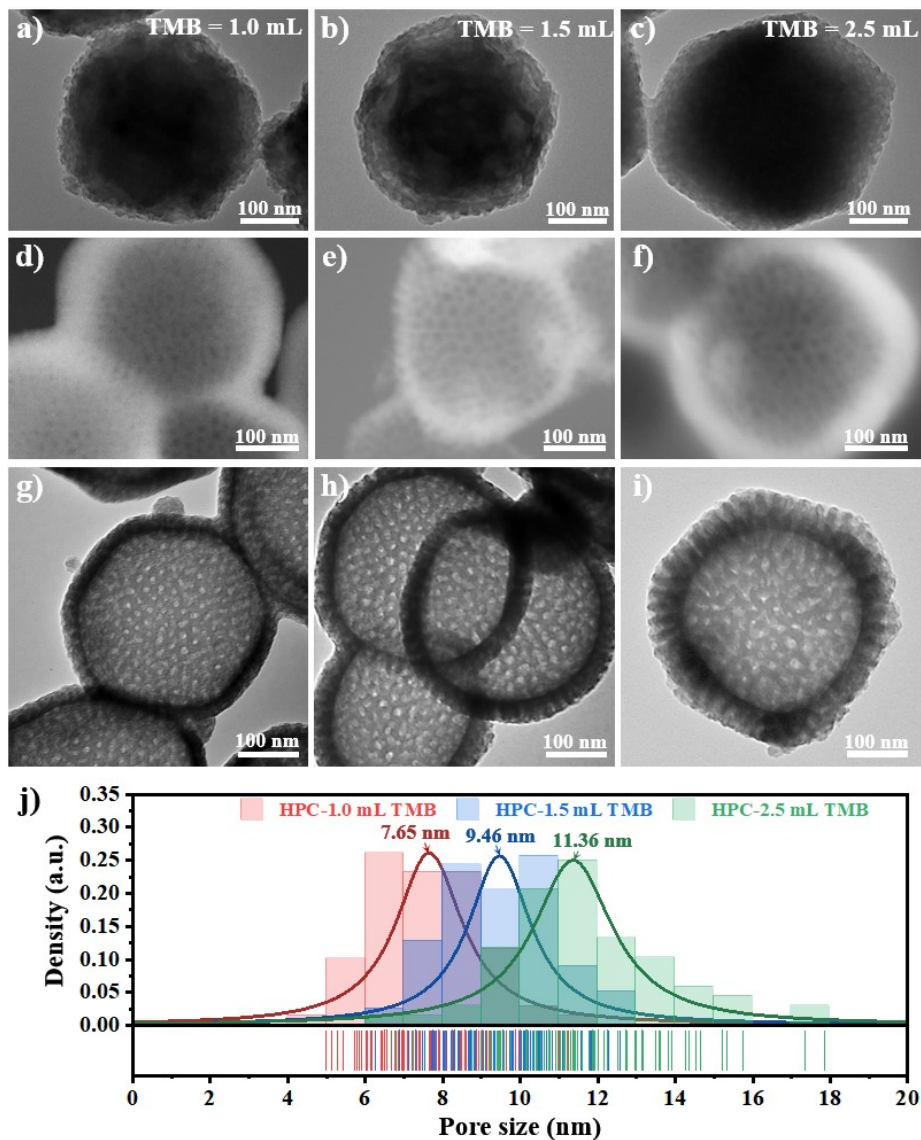 a) TMB = 1.0 mL
100 nm
b) TMB = 1.5 mL
100 nm
c) TMB = 2.5 mL
100 nm
d)
100 nm
e)
100 nm
f)
100 nm
g)
100 nm
h)
100 nm
i)
100 nm
j)
HPC-1.0 mL TMB
HPC-1.5 mL TMB
HPC-2.5 mL TMB
7.65 nm
9.46 nm
11.36 nm
Density (a.u.)
0.35
0.30
0.25
0.20
0.15
0.10
0.05
0.00
0 2 4 6 8 10 12 14 16 18 20
Pore size (nm)